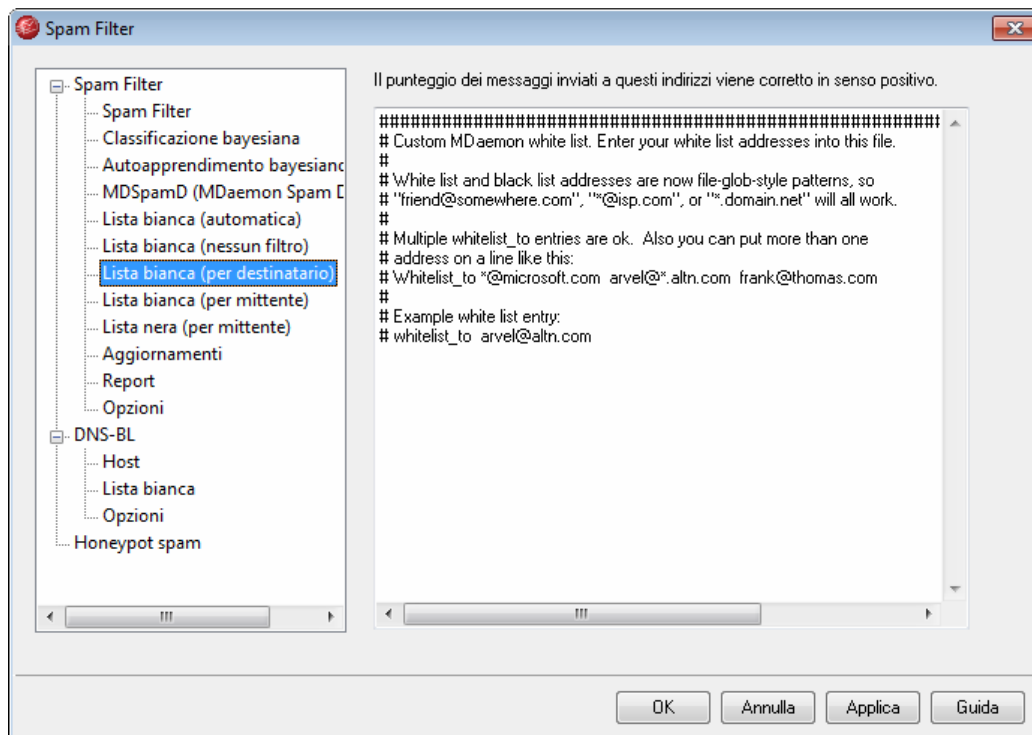 Spam Filter
Spam Filter
Spam Filter
Classificazione bayesiana
Autoapprendimento bayesiano
MDSpamD (MDaemon Spam D
Lista bianca (automatica)
Lista bianca (nessun filtro)
Lista bianca (per destinatario)
Lista bianca (per mittente)
Lista nera (per mittente)
Aggiornamenti
Report
Opzioni
DNS-BL
Host
Lista bianca
Opzioni
Honeypot spam
Il punteggio dei messaggi inviati a questi indirizzi viene corretto in senso positivo.
############################################################
# Custom MDaemon white list. Enter your white list addresses into this file.
#
# White list and black list addresses are now file-glob-style patterns, so
# "friend@somewhere.com", "*@isp.com", or "*.domain.net" will all work.
#
# Multiple whitelist_to entries are ok.  Also you can put more than one
# address on a line like this:
# Whitelist_to *@microsoft.com  arvel@*.altn.com  frank@thomas.com
#
# Example white list entry:
# whitelist_to  arvel@altn.com
OK
Annulla
Applica
Guida